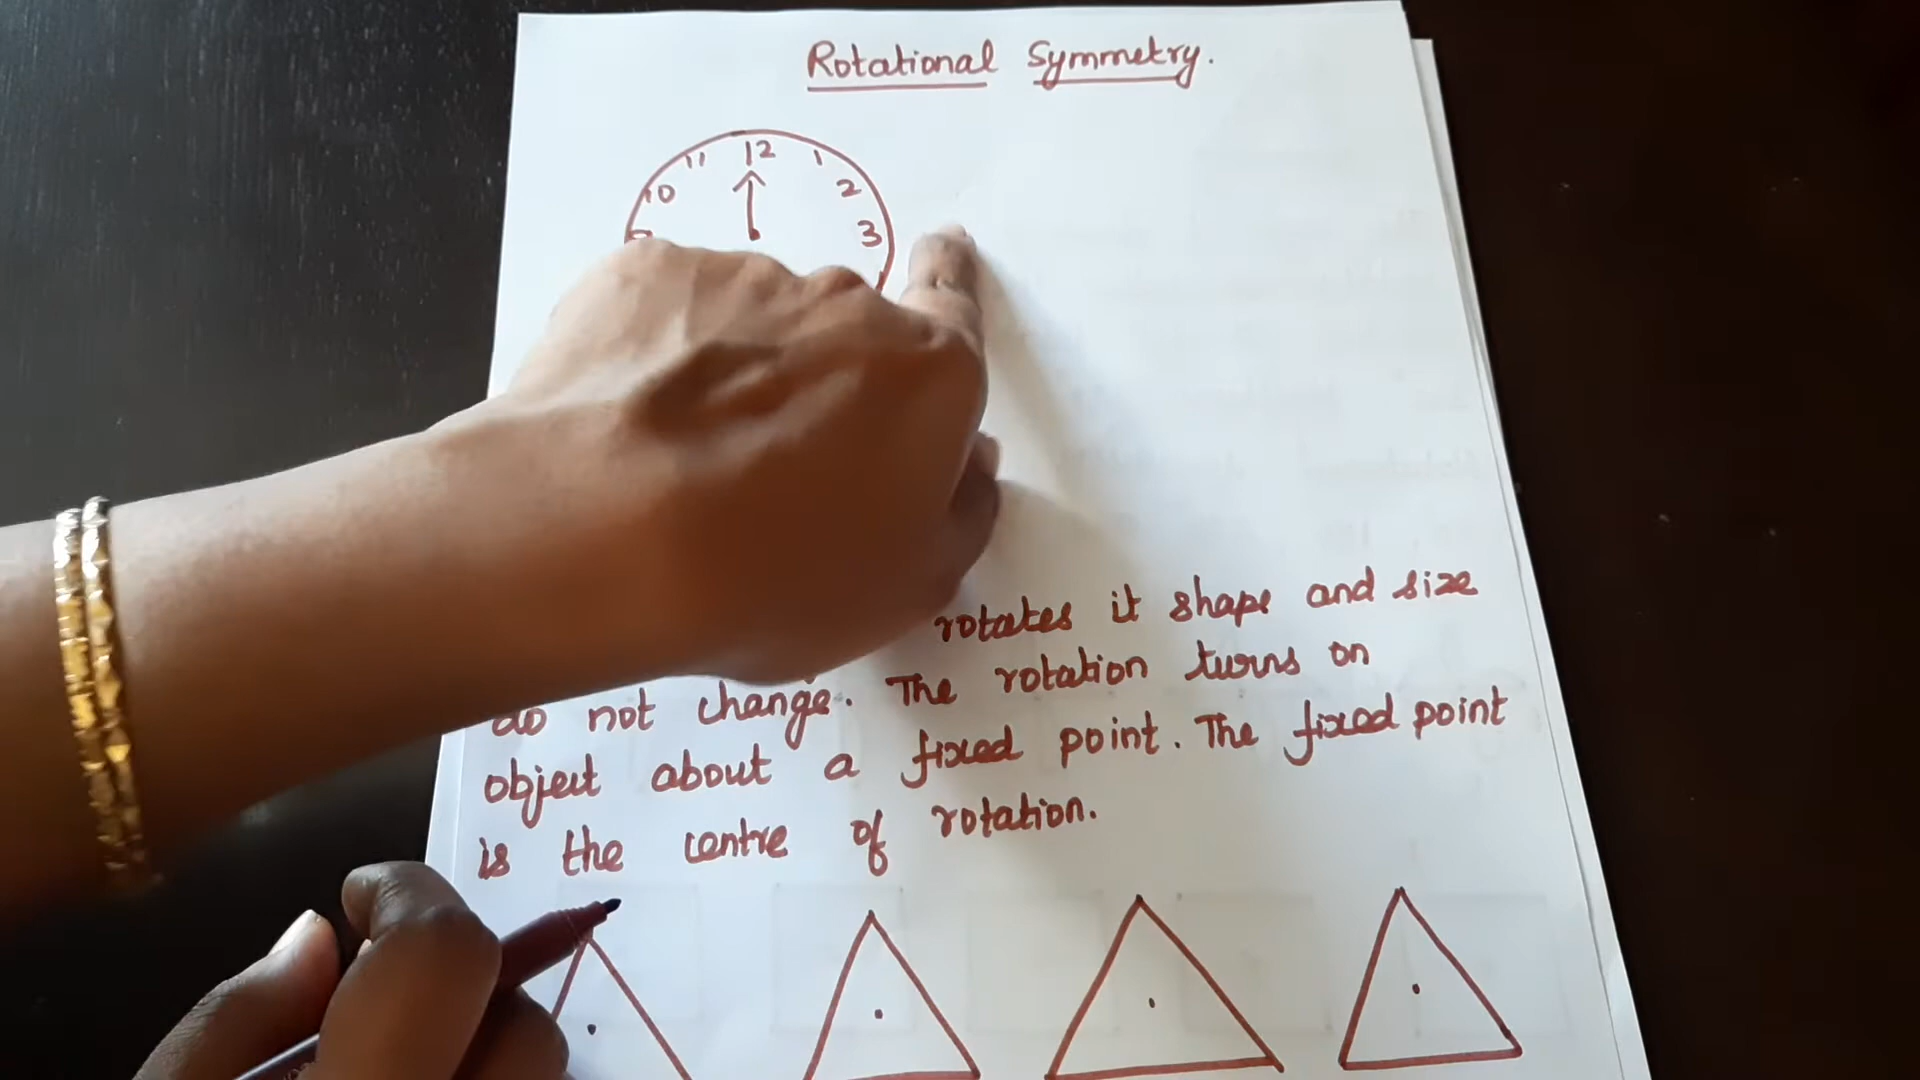 Rotational Symmetry.
11 12 1
10 2
3
rotates it shape and size
do not change. The rotation turns on
object about a fixed point. The fixed point
is the centre of rotation.